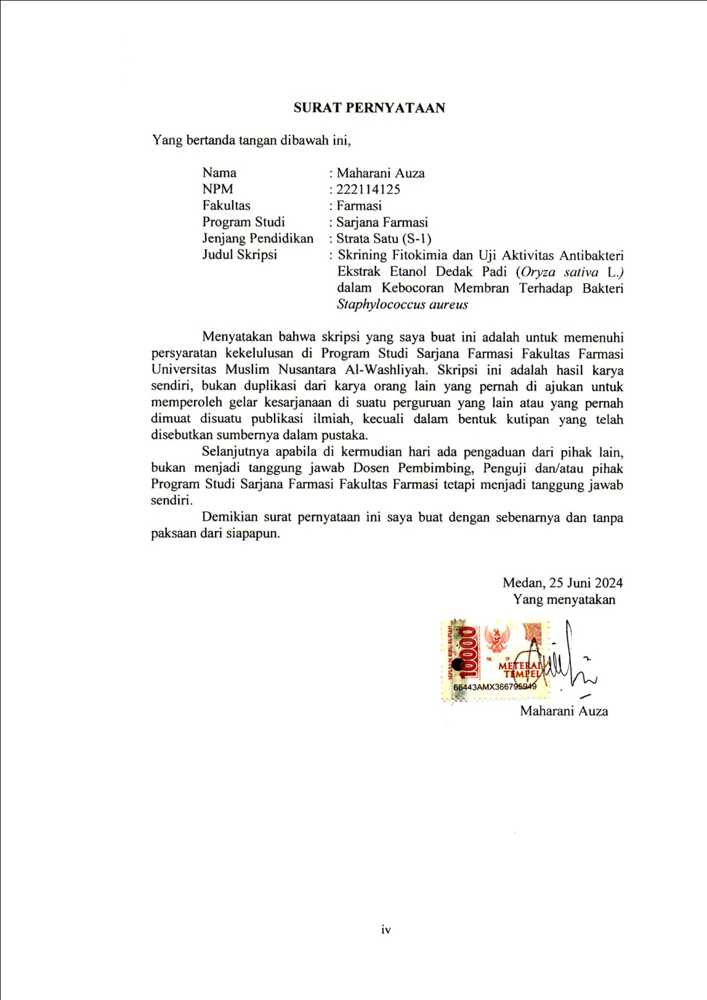 SURAT PERNYATAAN
Yang bertanda tangan dibawah ini,
Nama : Maharani Auza
NPM : 222114125
Fakultas : Farmasi
Program Studi : Sarjana Farmasi
Jenjang Pendidikan : Strata Satu (S-1)
Judul Skripsi : Skrining Fitokimia dan Uji Aktivitas Antibakteri
Ekstrak Etanol Dedak Padi (Oryza sativa L.)
dalam Kebocoran Membran Terhadap Bakteri
Staphylococcus aureus
Menyatakan bahwa skripsi yang saya buat ini adalah untuk memenuhi
persyaratan kekelulusan di Program Studi Sarjana Farmasi Fakultas Farmasi
Universitas Muslim Nusantara Al-Washliyah. Skripsi ini adalah hasil karya
sendiri, bukan duplikasi dari karya orang lain yang pernah di ajukan untuk
memperoleh gelar kesarjanaan di suatu perguruan yang lain atau yang pernah
dimuat disuatu publikasi ilmiah, kecuali dalam bentuk kutipan yang telah
disebutkan sumbernya dalam pustaka.
Selanjutnya apabila di kermudian hari ada pengaduan dari pihak lain,
bukan menjadi tanggung jawab Dosen Pembimbing, Penguji dan/atau pihak
Program Studi Sarjana Farmasi Fakultas Farmasi tetapi menjadi tanggung jawab
sendiri.
Demikian surat pernyataan ini saya buat dengan sebenarnya dan tanpa
paksaan dari siapapun.
Medan, 25 Juni 2024
Yang menyatakan
SEPULUH RIBU RUPIAH
10000
TGL. 20
METERAI
TEMPEL
65443AMX366795949
Maharani Auza
iv